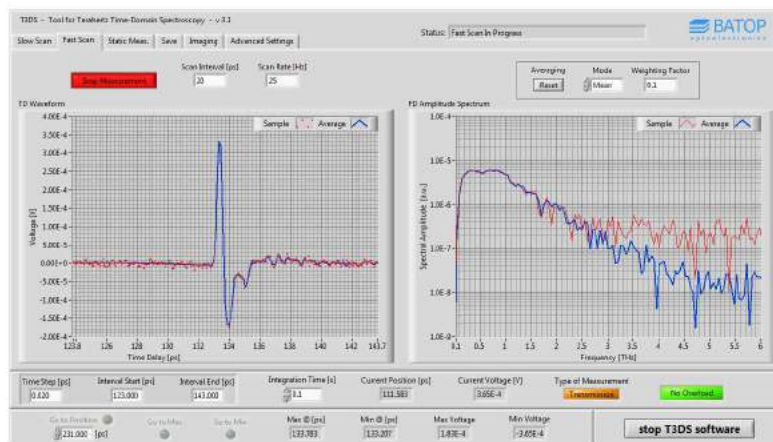 T3DS - Tool for Terahertz Time-Domain Spectroscopy - v 3.1
Status: Fast Scan In Progress
BATOP
optoelectronics
Slow Scan Fast Scan Static Meas. Save Imaging Advanced Settings
Scan Interval [ps] Scan Rate [Hz]
Stop Measurement 20 25
Averaging Mode Weighting Factor
Reset Mean 0.1
TD Waveform
FD Amplitude Spectrum
Sample Average
Sample Average
4.00E-4
3.50E-4
3.00E-4
2.50E-4
2.00E-4
1.50E-4
1.00E-4
5.00E-5
0.00E+0
-5.00E-5
-1.00E-4
-1.50E-4
-2.00E-4
Voltage [V]
123.8 126 128 130 132 134 136 138 140 142 143.7
Time Delay [ps]
1.0E-4
1.0E-5
1.0E-6
1.0E-7
1.0E-8
1.0E-9
Spectral Amplitude [a.u.]
0.1 0.5 1 1.5 2 2.5 3 3.5 4 4.5 5 5.5 6
Frequency [THz]
Time Step [ps] Interval Start [ps] Interval End [ps] Integration Time [s] Current Position [ps] Current Voltage [V] Type of Measurement
0.020 123.000 143.000 0.1 111.583 3.65E-4 Transmission No Overload
Go to Position Go to Max Go to Min Max @ [ps] Min @ [ps] Max Voltage Min Voltage
231.000 [ps] 133.783 133.207 1.83E-4 -3.65E-4
stop T3DS software